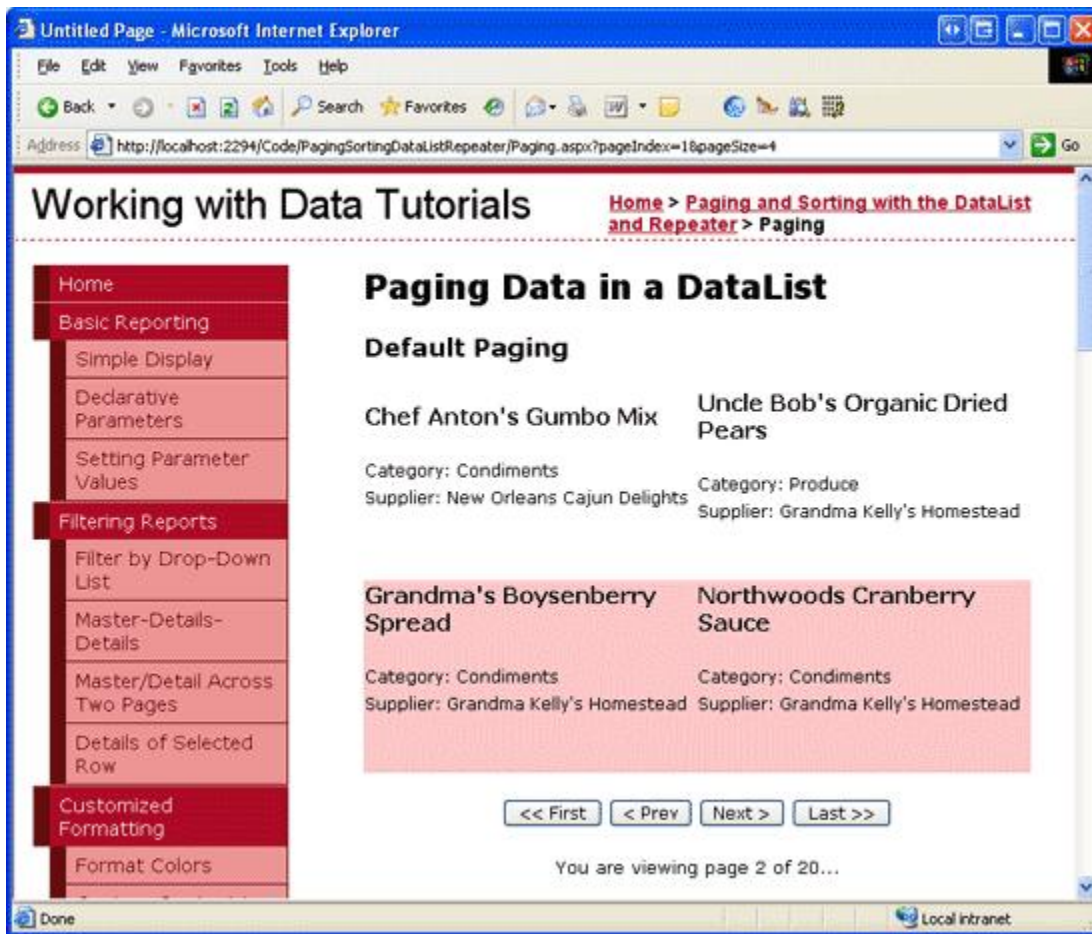 Untitled Page - Microsoft Internet Explorer
File Edit View Favorites Tools Help
Back Search Favorites
Address http://localhost:2294/Code/PagingSortingDataListRepeater/Paging.aspx?pageIndex=1&pageSize=4 Go
Working with Data Tutorials
Home > Paging and Sorting with the DataList
and Repeater > Paging
Home
Basic Reporting
Simple Display
Declarative
Parameters
Setting Parameter
Values
Filtering Reports
Filter by Drop-Down
List
Master-Details-
Details
Master/Detail Across
Two Pages
Details of Selected
Row
Customized
Formatting
Format Colors
Paging Data in a DataList
Default Paging
Chef Anton's Gumbo Mix
Category: Condiments
Supplier: New Orleans Cajun Delights
Uncle Bob's Organic Dried
Pears
Category: Produce
Supplier: Grandma Kelly's Homestead
Grandma's Boysenberry
Spread
Category: Condiments
Supplier: Grandma Kelly's Homestead
Northwoods Cranberry
Sauce
Category: Condiments
Supplier: Grandma Kelly's Homestead
<< First < Prev Next > Last >>
You are viewing page 2 of 20...
Done Local intranet